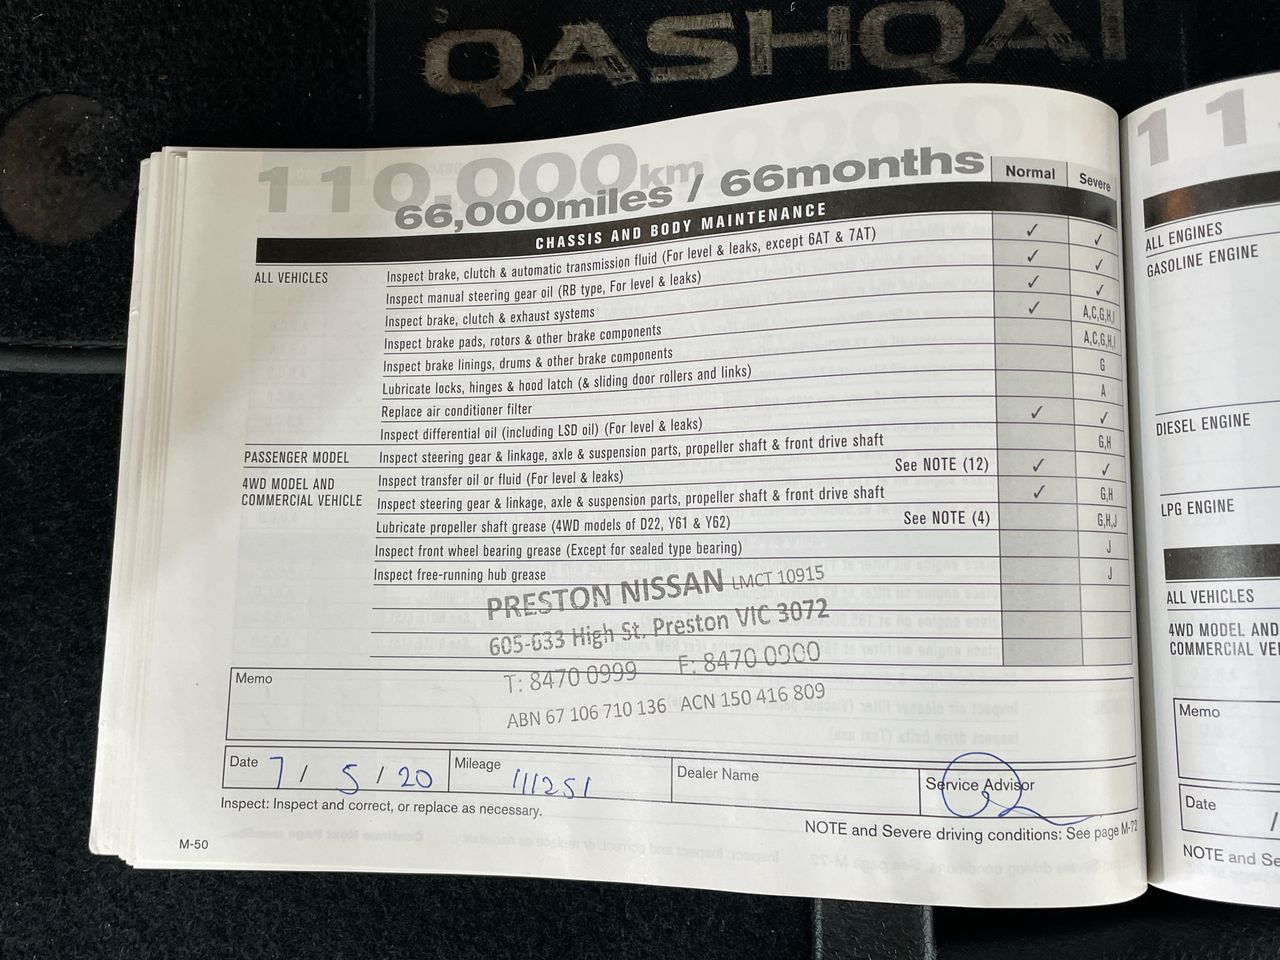 QASHQAI
110,000km
66,000miles / 66months
Normal
Severe
CHASSIS AND BODY MAINTENANCE
ALL VEHICLES
Inspect brake, clutch & automatic transmission fluid (For level & leaks, except 6AT & 7AT) ✓ ✓
Inspect manual steering gear oil (RB type, For level & leaks) ✓ ✓
Inspect brake, clutch & exhaust systems ✓ ✓
Inspect brake pads, rotors & other brake components ✓ A,C,G,H,I
Inspect brake linings, drums & other brake components A,C,G,H,I
Lubricate locks, hinges & hood latch (& sliding door rollers and links) G
Replace air conditioner filter A
Inspect differential oil (including LSD oil) (For level & leaks) ✓ ✓
PASSENGER MODEL Inspect steering gear & linkage, axle & suspension parts, propeller shaft & front drive shaft G,H
4WD MODEL AND
COMMERCIAL VEHICLE
Inspect transfer oil or fluid (For level & leaks) See NOTE (12) ✓ ✓
Inspect steering gear & linkage, axle & suspension parts, propeller shaft & front drive shaft ✓ G,H
Lubricate propeller shaft grease (4WD models of D22, Y61 & Y62) See NOTE (4) G,H,J
Inspect front wheel bearing grease (Except for sealed type bearing) J
Inspect free-running hub grease J
PRESTON NISSAN LMCT 10915
605-633 High St. Preston VIC 3072
T: 8470 0999 F: 8470 0900
ABN 67 106 710 136 ACN 150 416 809
Memo
Date 7 / 5 / 20
Mileage 111251
Dealer Name
Service Advisor
Inspect: Inspect and correct, or replace as necessary.
NOTE and Severe driving conditions: See page M-72
M-50
11
ALL ENGINES
GASOLINE ENGINE
DIESEL ENGINE
LPG ENGINE
ALL VEHICLES
4WD MODEL AND
COMMERCIAL VE
Memo
Date /
NOTE and Se